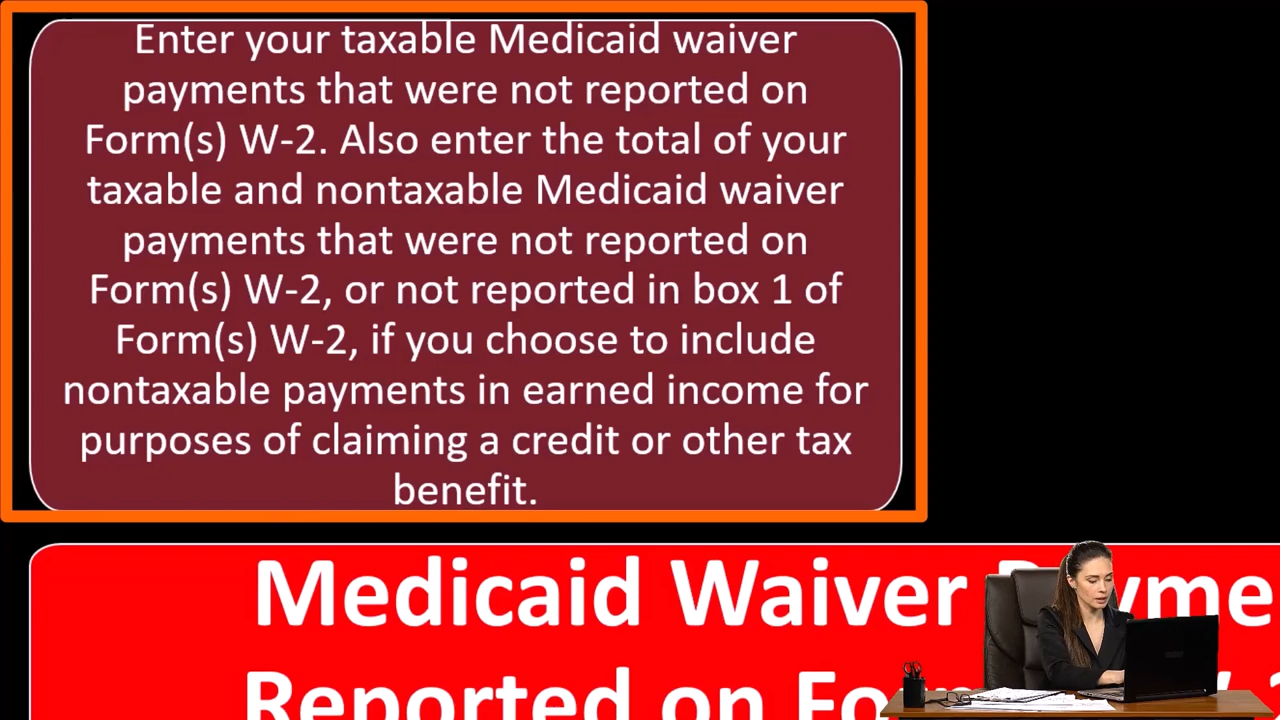 Enter your taxable Medicaid waiver
payments that were not reported on
Form(s) W-2. Also enter the total of your
taxable and nontaxable Medicaid waiver
payments that were not reported on
Form(s) W-2, or not reported in box 1 of
Form(s) W-2, if you choose to include
nontaxable payments in earned income for
purposes of claiming a credit or other tax
benefit.
Medicaid Waiver
Reported on